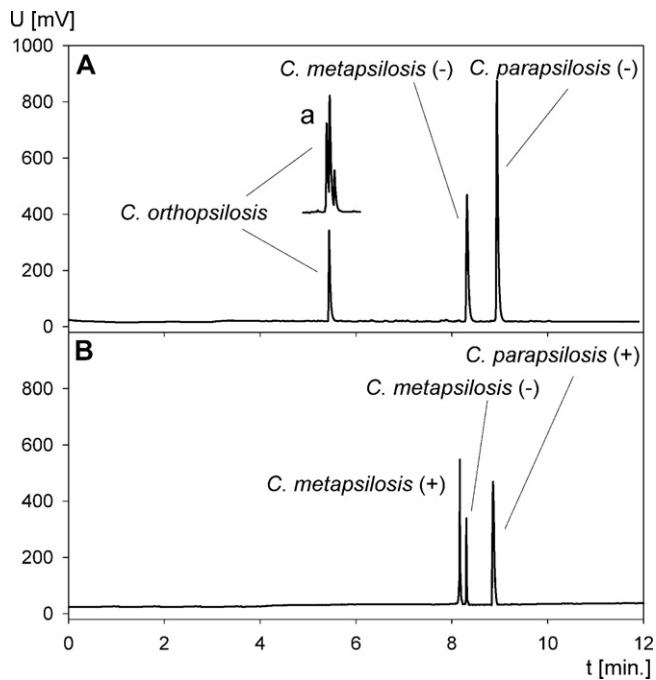 U [mV]
1000
A
C. metapsilosis (-)
C. parapsilosis (-)
800
a
600
C. orthopsilosis
400
200
0
B
C. parapsilosis (+)
C. metapsilosis (-)
800
600
C. metapsilosis (+)
400
200
0
0 2 4 6 8 10 12
t [min.]